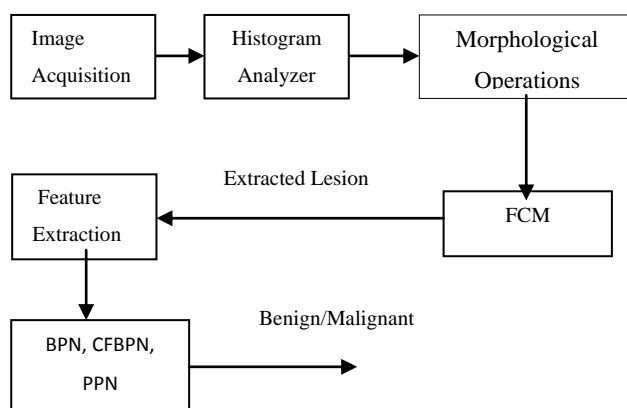 Image
Acquisition
Histogram
Analyzer
Morphological
Operations
Extracted Lesion
Feature
Extraction
FCM
Benign/Malignant
BPN, CFBPN,
PPN